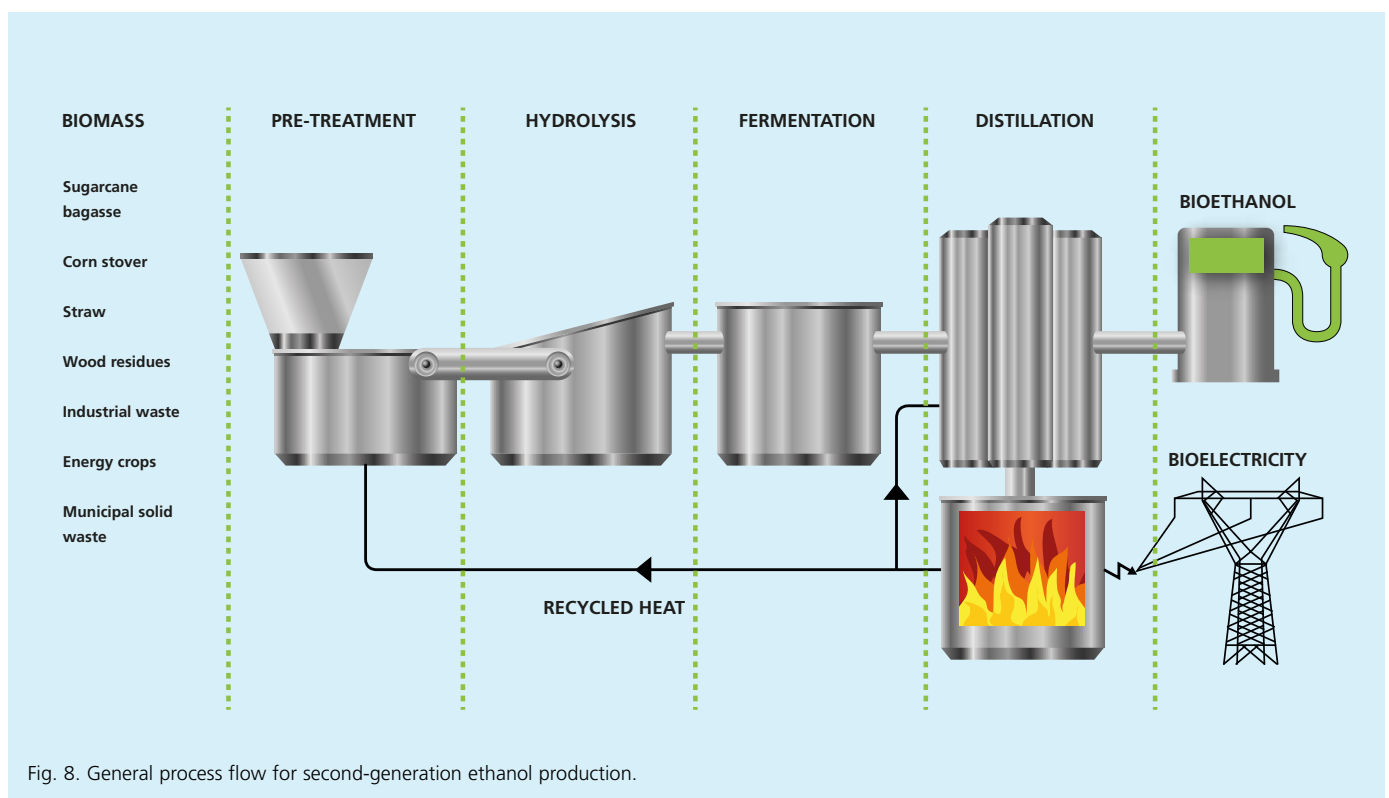 BIOMASS
PRE-TREATMENT
HYDROLYSIS
FERMENTATION
DISTILLATION
Sugarcane
bagasse
Corn stover
Straw
Wood residues
Industrial waste
Energy crops
Municipal solid
waste
BIOETHANOL
BIOELECTRICITY
RECYCLED HEAT
Fig. 8. General process flow for second-generation ethanol production.